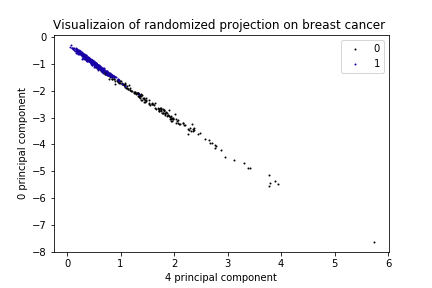 Visualizaion of randomized projection on breast cancer
0
1
0
−1
−2
−3
−4
−5
−6
−7
−8
0 principal component
0 1 2 3 4 5 6
4 principal component